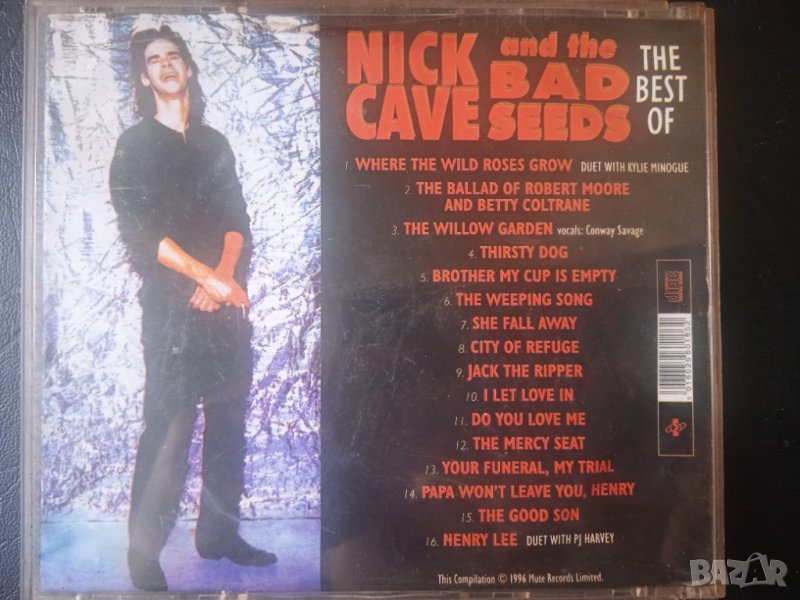 NICK CAVE and the BAD SEEDS THE BEST OF
1. WHERE THE WILD ROSES GROW DUET WITH KYLIE MINOGUE
2. THE BALLAD OF ROBERT MOORE
AND BETTY COLTRANE
3. THE WILLOW GARDEN vocals: Conway Savage
4. THIRSTY DOG
5. BROTHER MY CUP IS EMPTY
6. THE WEEPING SONG
7. SHE FALL AWAY
8. CITY OF REFUGE
9. JACK THE RIPPER
10. I LET LOVE IN
11. DO YOU LOVE ME
12. THE MERCY SEAT
13. YOUR FUNERAL, MY TRIAL
14. PAPA WON'T LEAVE YOU, HENRY
15. THE GOOD SON
16. HENRY LEE DUET WITH PJ HARVEY
This Compilation © 1996 Mute Records Limited.
BAZAR